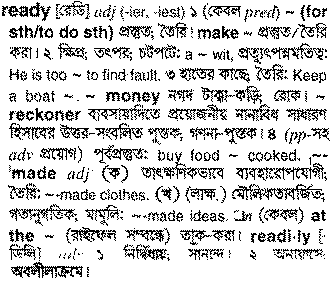 ready [রেডি] adj (-ier, -iest) ১ (কেবল pred) ~ (for
sth/to do sth) প্রস্তুত, তৈরি। make ~ প্রস্তুত/তৈরি
করা। ২ ক্ষিপ্র; তৎপর; চটপটে: a ~ wit, প্রত্যুৎপন্নমতিত্ব;
He is too ~ to find fault. ৩ হাতের কাছে; তৈরি: Keep
a boat ~. ~ money নগদ টাকা-কড়ি, রোক। ~
reckoner ব্যবসায়াদিতে প্রয়োজনীয় নানাবিধ সাধারণ
হিসাবের উত্তর-সংবলিত পুস্তক, গণনা-পুস্তক। ৪ (pp-সহ
adv প্রয়োগ) পূর্বপ্রস্তুত: buy food ~ cooked. ~-
made adj (ক) তাৎক্ষণিকভাবে ব্যবহারোপযোগী;
তৈরি: ~-made clothes. (খ) (লাক্ষ.) মৌলিকতাবর্জিত;
গতানুগতিক; মামুলি: ~-made ideas. (কেবল) at
the ~ (রাইফেল সম্বন্ধে) তাক-করা। readi·ly [-
ডিলি] adv ১ নির্দ্বিধায়; সানন্দে। ২ অনায়াসে;
অবলীলাক্রমে।